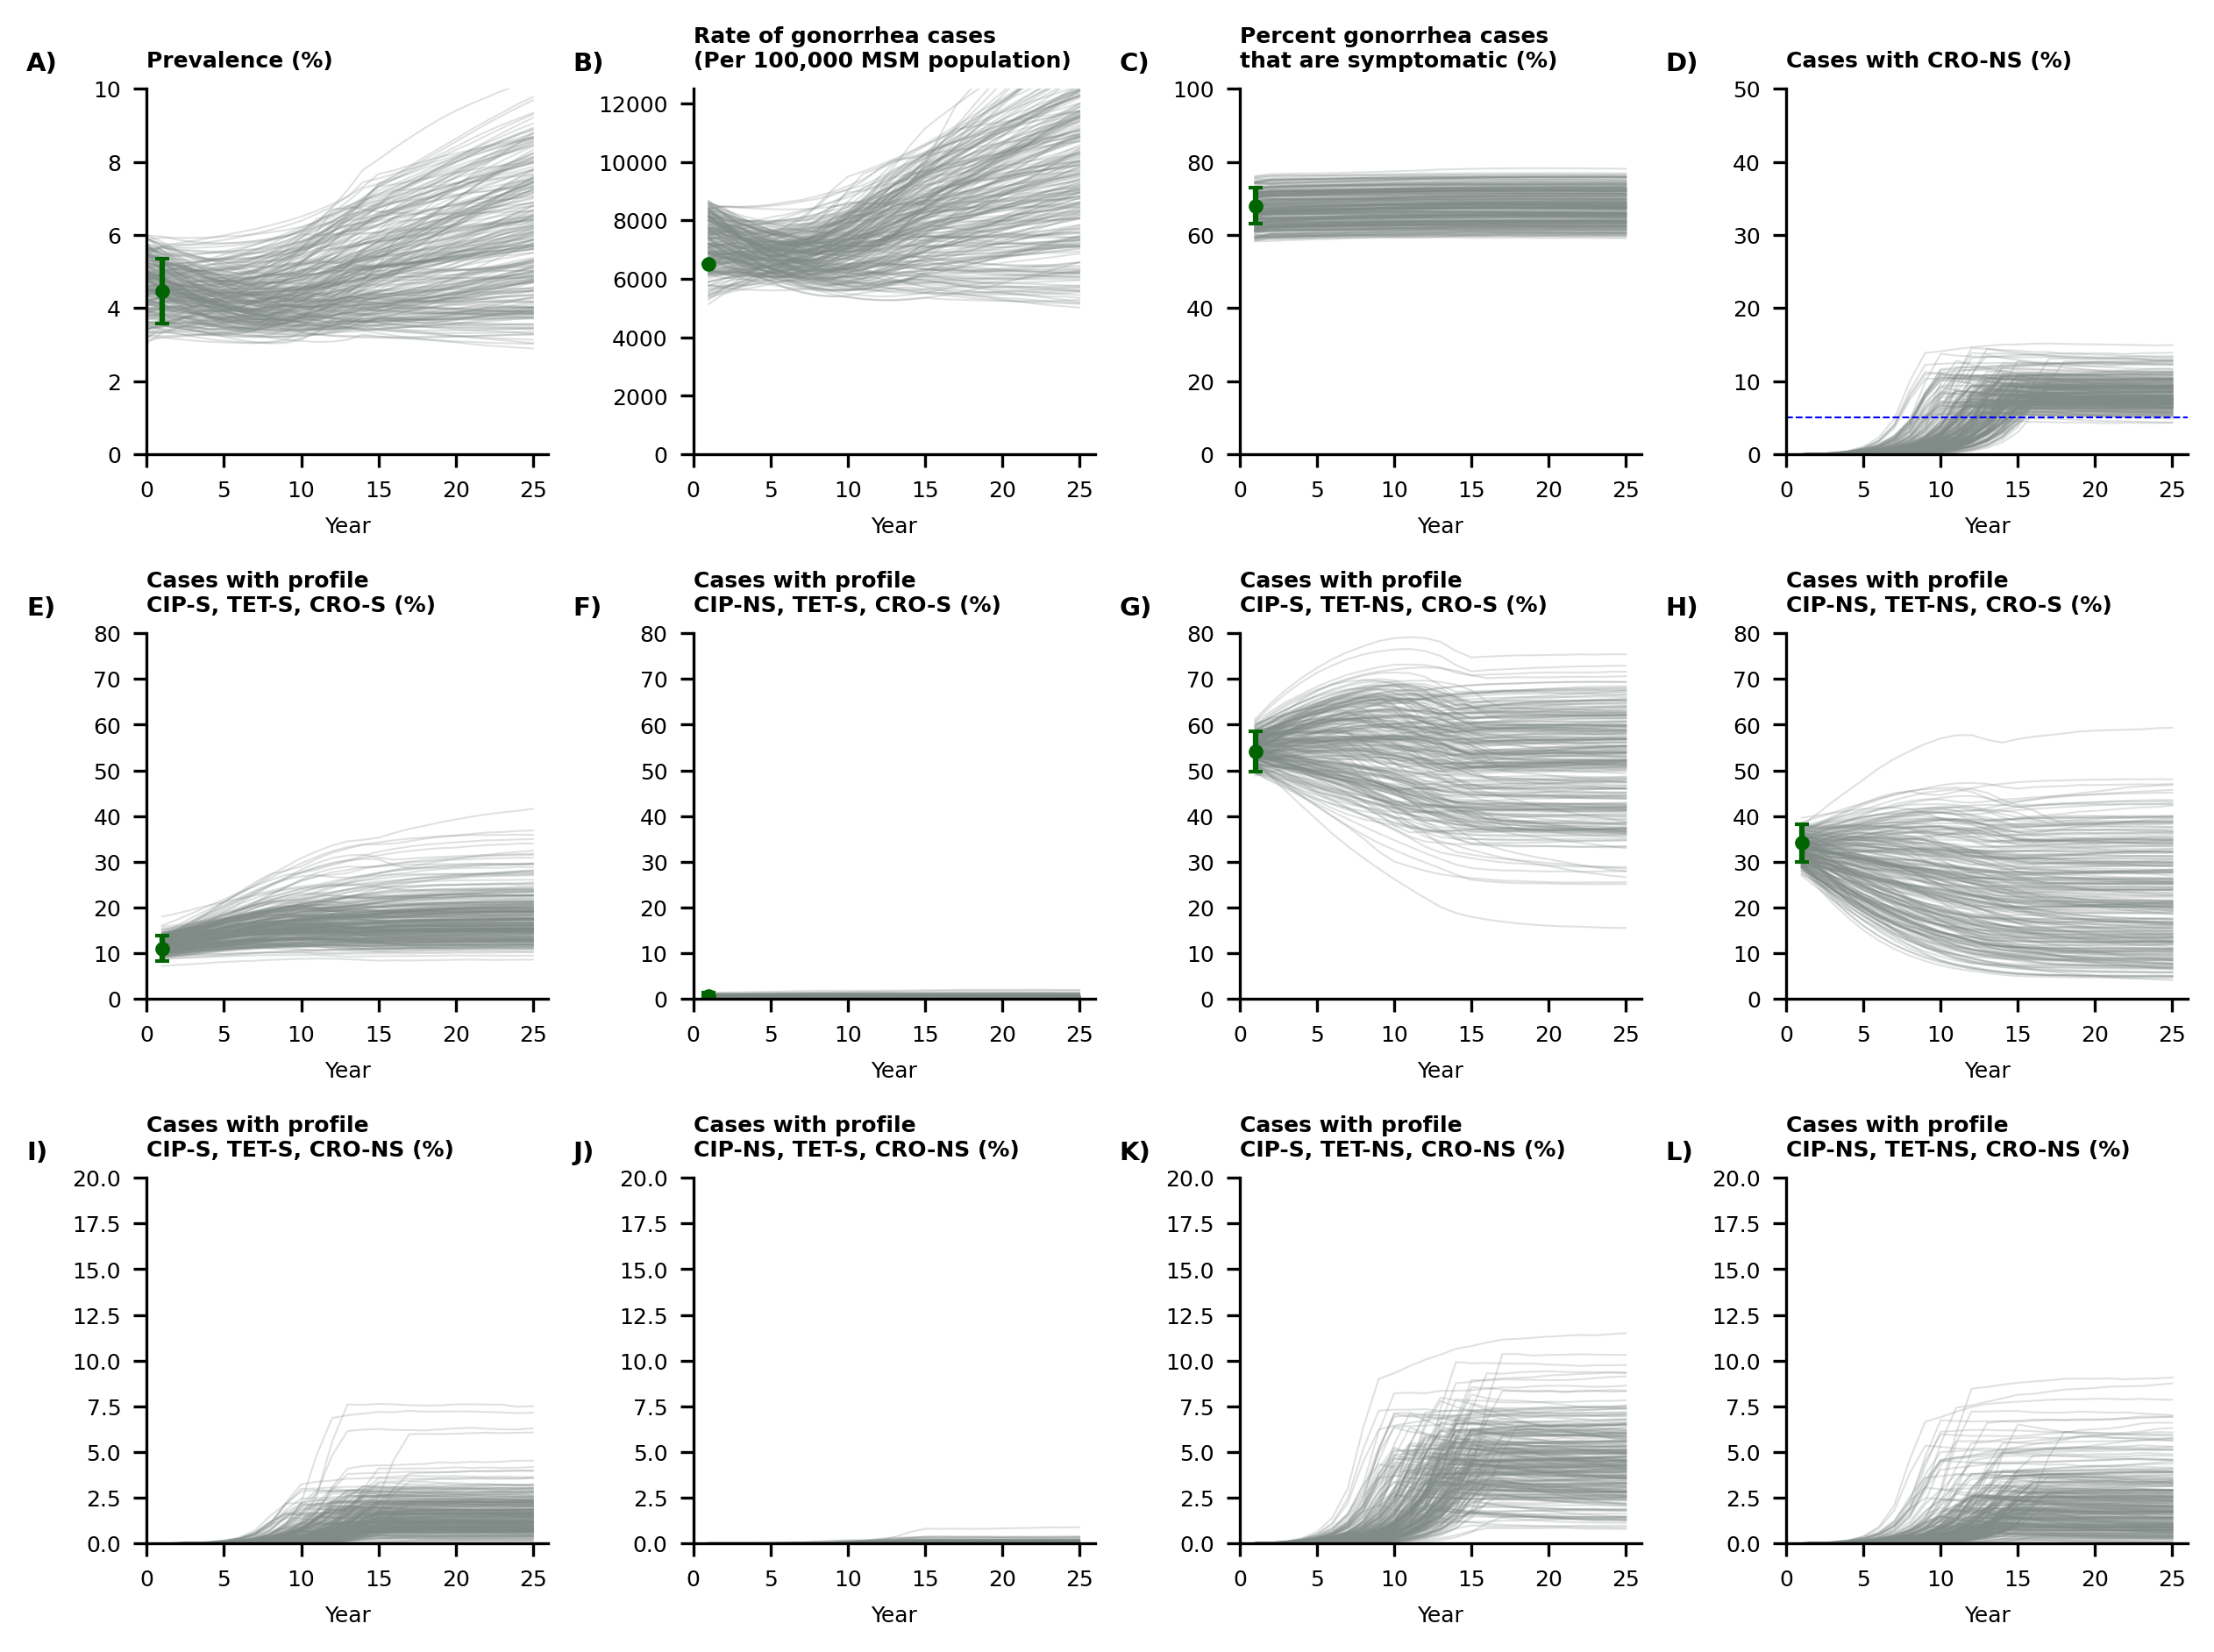 A)
Prevalence (%)
10
8
6
4
2
0
0 5 10 15 20 25
Year
B)
Rate of gonorrhea cases
(Per 100,000 MSM population)
12000
10000
8000
6000
4000
2000
0
0 5 10 15 20 25
Year
C)
Percent gonorrhea cases
that are symptomatic (%)
100
80
60
40
20
0
0 5 10 15 20 25
Year
D)
Cases with CRO-NS (%)
50
40
30
20
10
0
0 5 10 15 20 25
Year
E)
Cases with profile
CIP-S, TET-S, CRO-S (%)
80
70
60
50
40
30
20
10
0
0 5 10 15 20 25
Year
F)
Cases with profile
CIP-NS, TET-S, CRO-S (%)
80
70
60
50
40
30
20
10
0
0 5 10 15 20 25
Year
G)
Cases with profile
CIP-S, TET-NS, CRO-S (%)
80
70
60
50
40
30
20
10
0
0 5 10 15 20 25
Year
H)
Cases with profile
CIP-NS, TET-NS, CRO-S (%)
80
70
60
50
40
30
20
10
0
0 5 10 15 20 25
Year
I)
Cases with profile
CIP-S, TET-S, CRO-NS (%)
20.0
17.5
15.0
12.5
10.0
7.5
5.0
2.5
0.0
0 5 10 15 20 25
Year
J)
Cases with profile
CIP-NS, TET-S, CRO-NS (%)
20.0
17.5
15.0
12.5
10.0
7.5
5.0
2.5
0.0
0 5 10 15 20 25
Year
K)
Cases with profile
CIP-S, TET-NS, CRO-NS (%)
20.0
17.5
15.0
12.5
10.0
7.5
5.0
2.5
0.0
0 5 10 15 20 25
Year
L)
Cases with profile
CIP-NS, TET-NS, CRO-NS (%)
20.0
17.5
15.0
12.5
10.0
7.5
5.0
2.5
0.0
0 5 10 15 20 25
Year